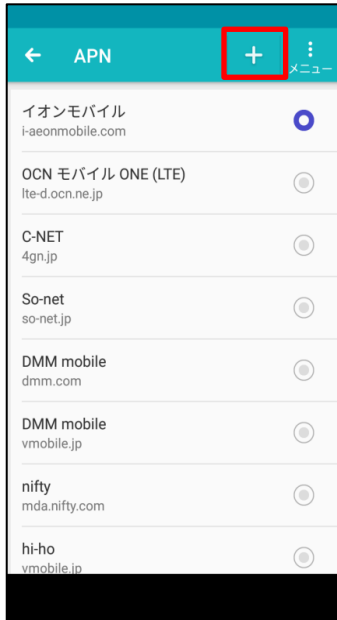 APN
メニュー
イオンモバイル
i-aeonmobile.com
OCN モバイル ONE (LTE)
lte-d.ocn.ne.jp
C-NET
4gn.jp
So-net
so-net.jp
DMM mobile
dmm.com
DMM mobile
vmobile.jp
nifty
mda.nifty.com
hi-ho
vmobile.jp